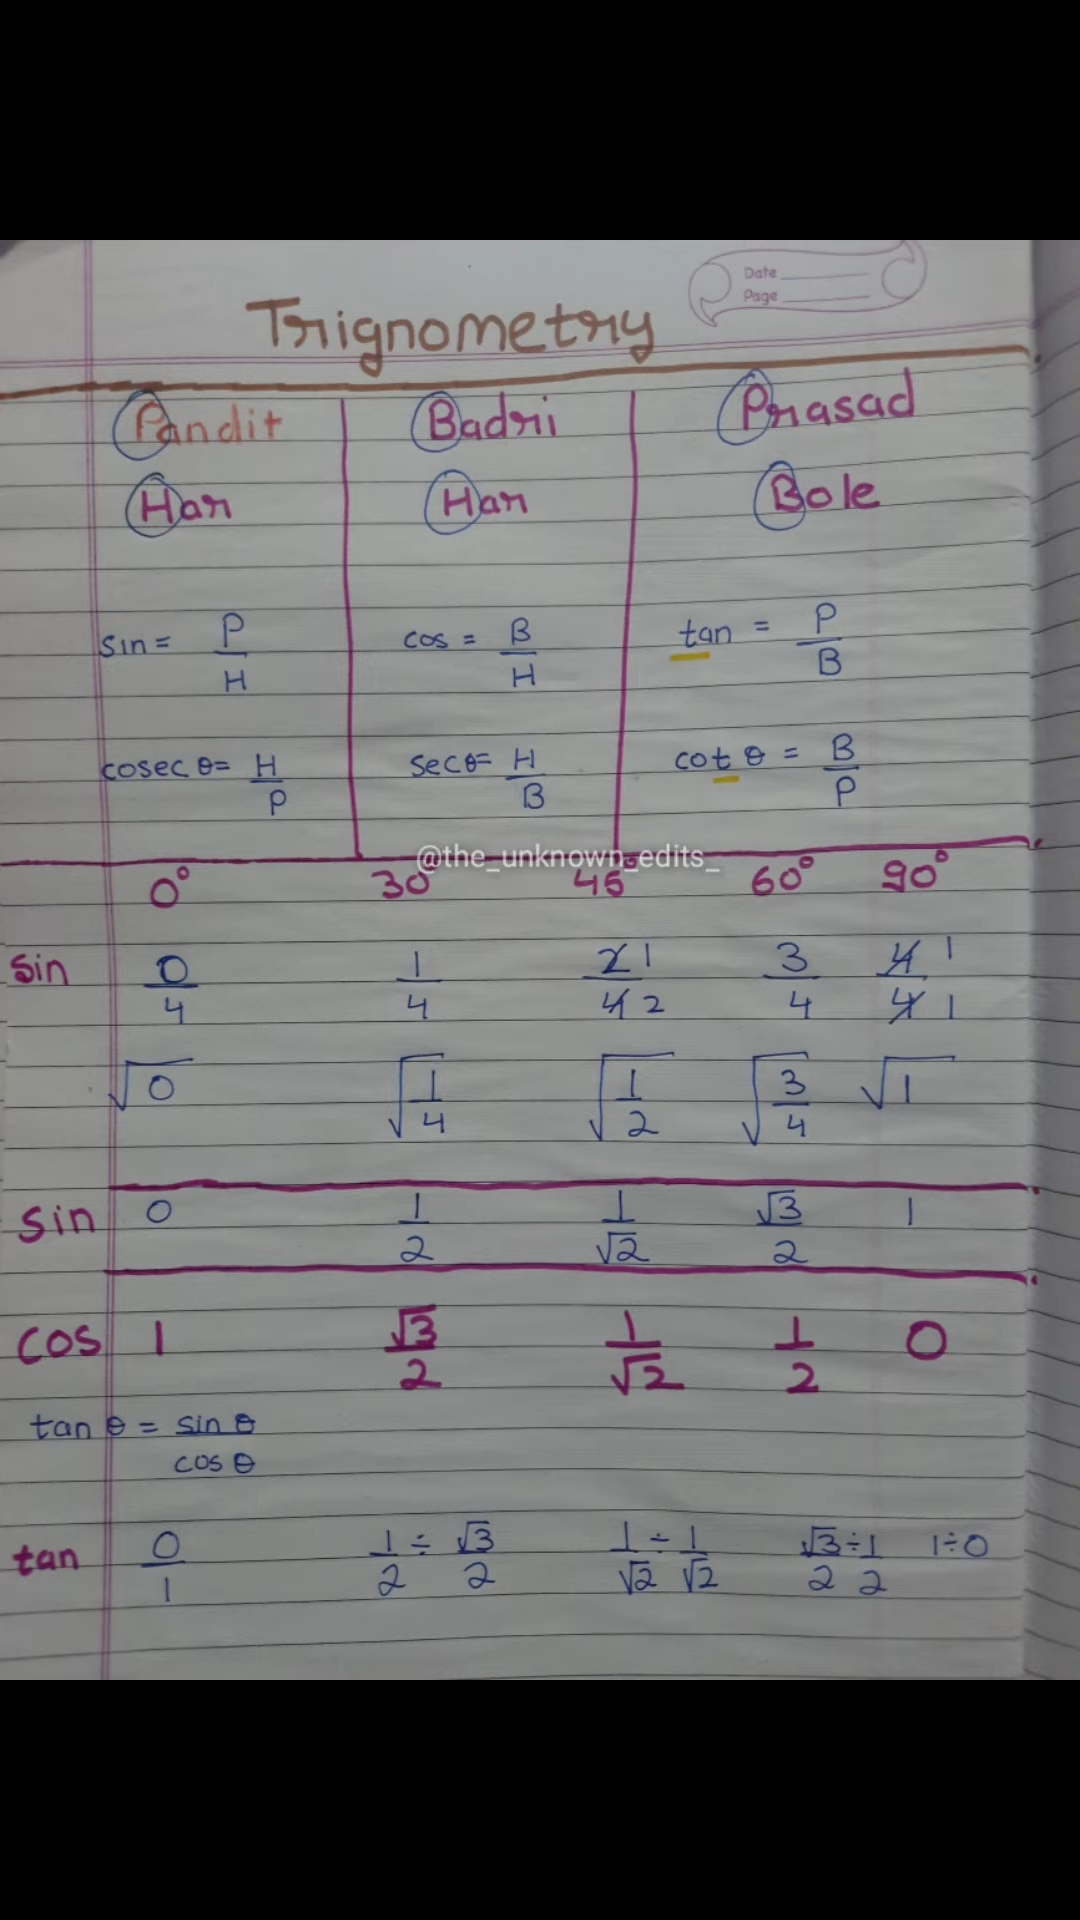 Date
Page
Trignometry
Pandit Badri Prasad
Har Har Bole
sin = P/H cos = B/H tan = P/B
cosec θ = H/P sec θ = H/B cot θ = B/P
@the_unknown_edits_
0° 30° 45° 60° 90°
sin 0/4 1/4 2/4 1/2 3/4 4/4 1/1
√0 √1/4 √1/2 √3/4 √1
sin 0 1/2 1/√2 √3/2 1
cos 1 √3/2 1/√2 1/2 0
tan θ = sin θ/cos θ
tan 0/1 1/2 ÷ √3/2 1/√2 ÷ 1/√2 √3/2 ÷ 1/2 1÷0